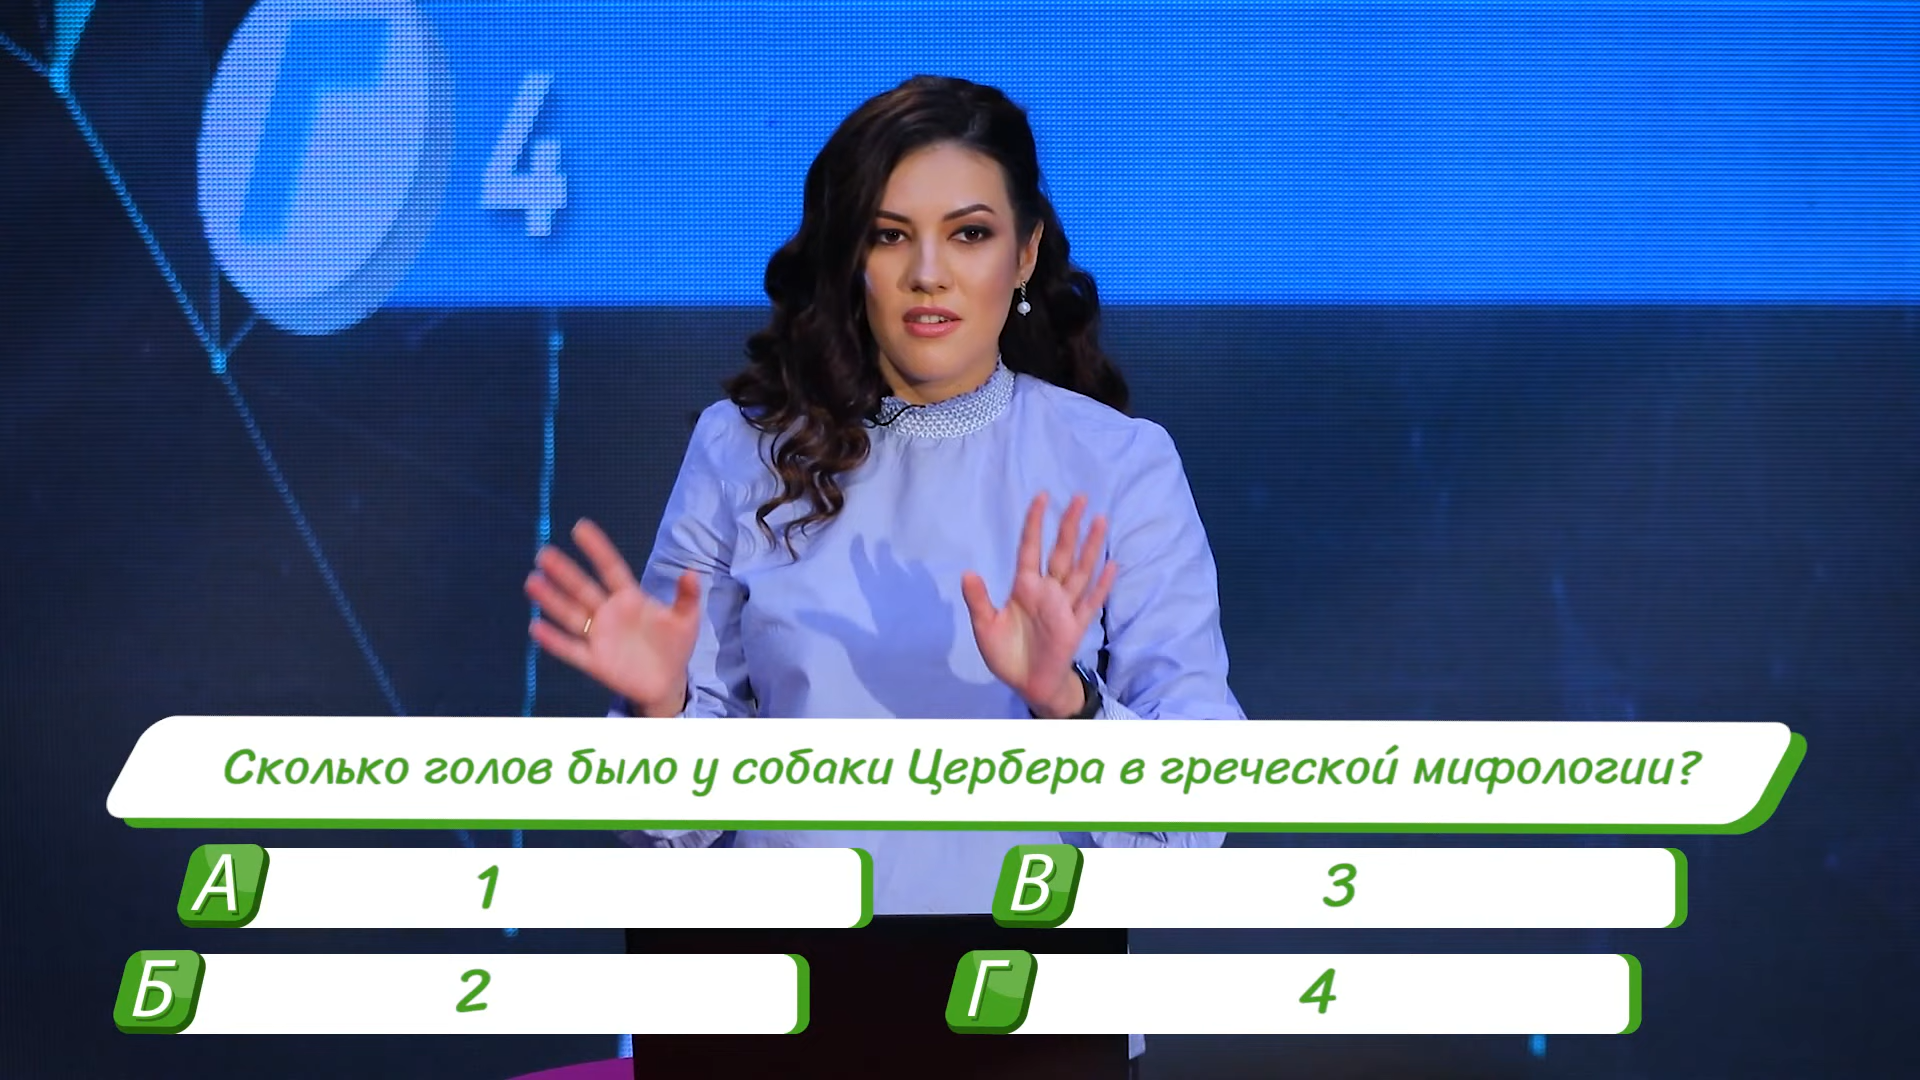 Г 4
Сколько голов было у собаки Цербера в греческой мифологии?
А 1
В 3
Б 2
Г 4